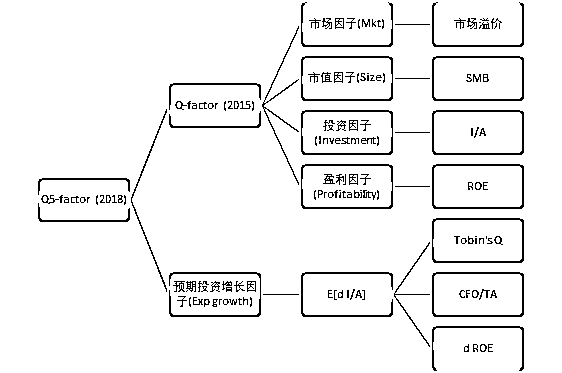 市场因子(Mkt)
市场溢价
市值因子(Size)
SMB
Q-factor (2015)
投资因子
(Investment)
I/A
盈利因子
(Profitability)
ROE
Q5-factor (2018)
Tobin's Q
预期投资增长因
子(Exp growth)
E[d I/A]
CFO/TA
d ROE